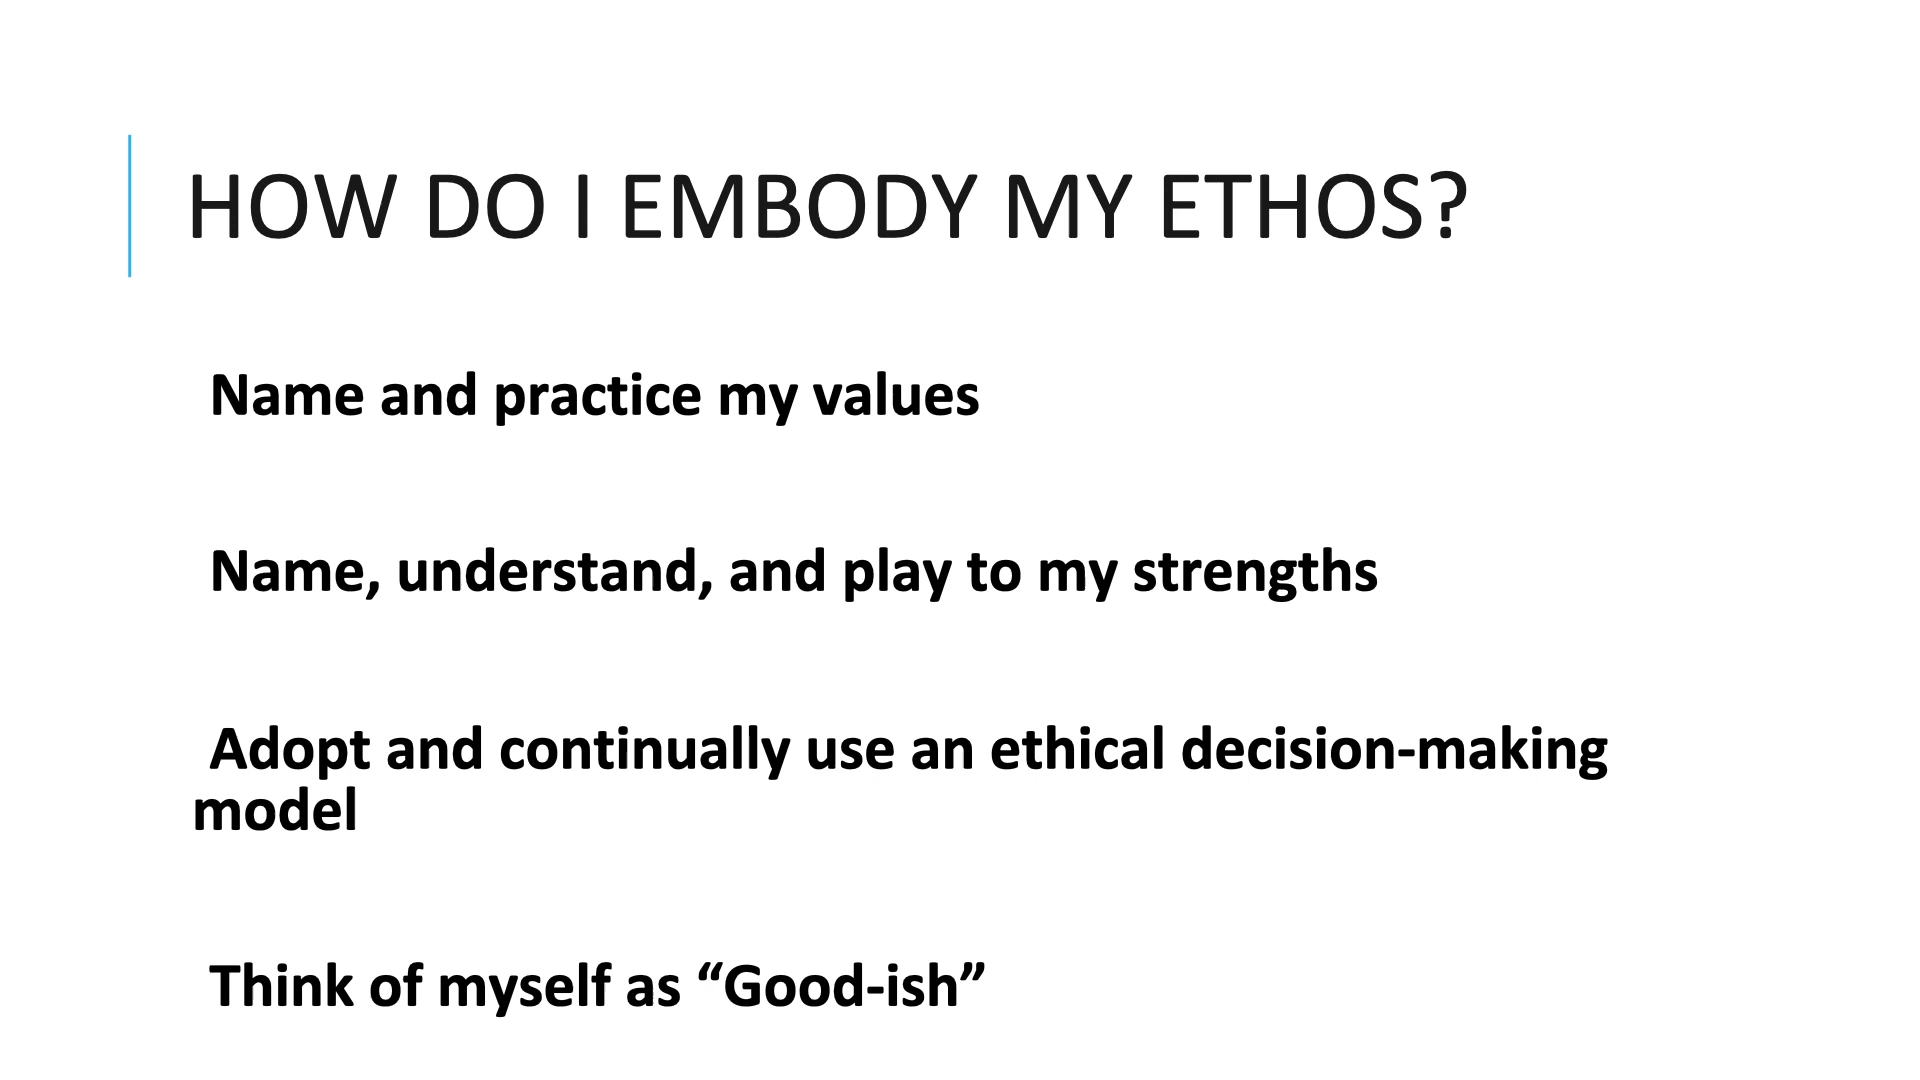 HOW DO I EMBODY MY ETHOS?
Name and practice my values
Name, understand, and play to my strengths
Adopt and continually use an ethical decision-making
model
Think of myself as “Good-ish”